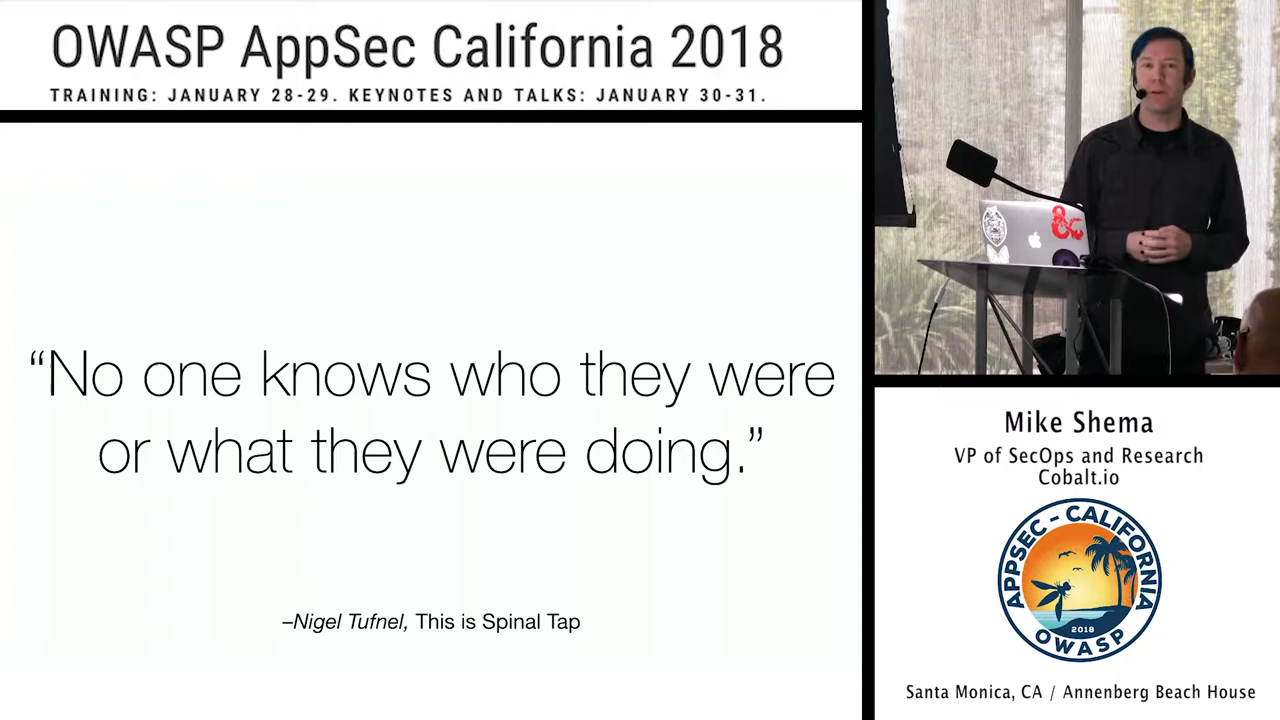 OWASP AppSec California 2018
TRAINING: JANUARY 28-29. KEYNOTES AND TALKS: JANUARY 30-31.
“No one knows who they were
or what they were doing.”
–Nigel Tufnel, This is Spinal Tap
Mike Shema
VP of SecOps and Research
Cobalt.io
APPSEC - CALIFORNIA
2018
OWASP
Santa Monica, CA / Annenberg Beach House